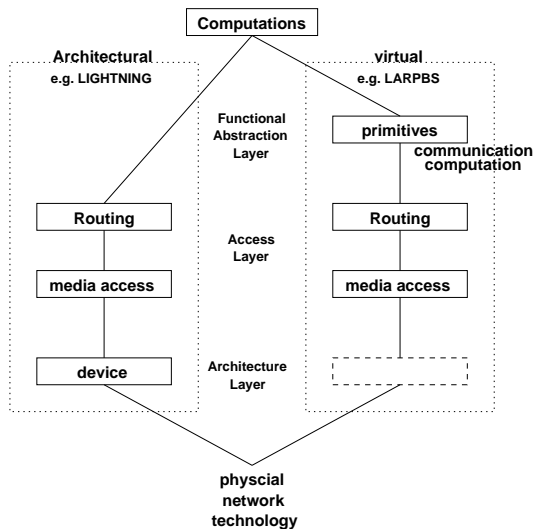 Computations
Architectural
e.g. LIGHTNING
virtual
e.g. LARPBS
Functional
Abstraction
Layer
primitives
communication
computation
Routing
Access
Layer
Routing
media access
media access
device
Architecture
Layer
physcial
network
technology